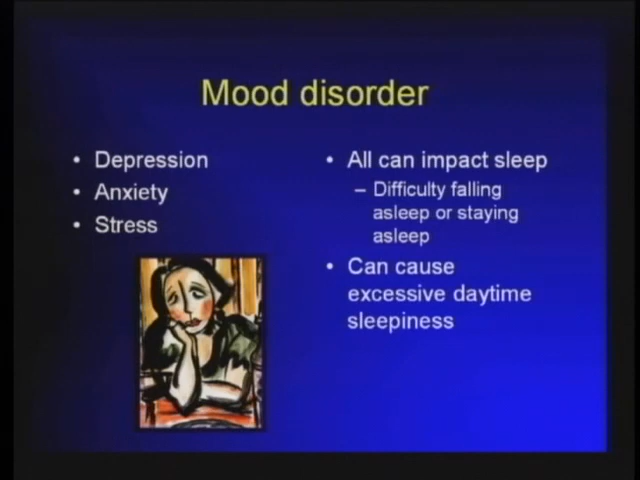 Mood disorder
• Depression
• Anxiety
• Stress
• All can impact sleep
– Difficulty falling
asleep or staying
asleep
• Can cause
excessive daytime
sleepiness